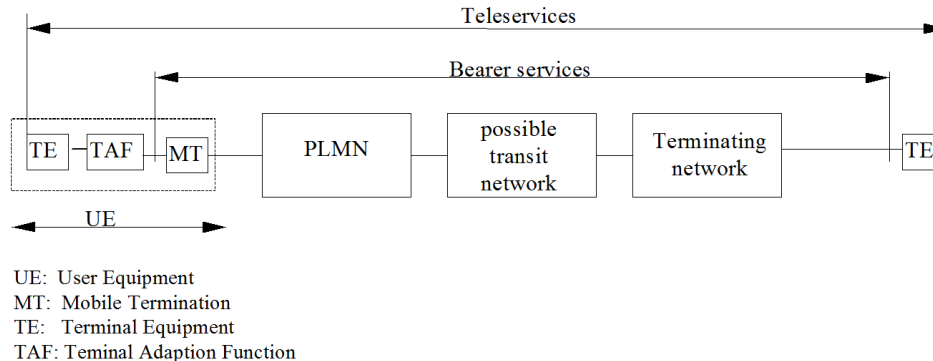 Teleservices
Bearer services
TE
TAF
MT
PLMN
possible
transit
network
Terminating
network
TE
UE
UE: User Equipment
MT: Mobile Termination
TE: Terminal Equipment
TAF: Teminal Adaption Function